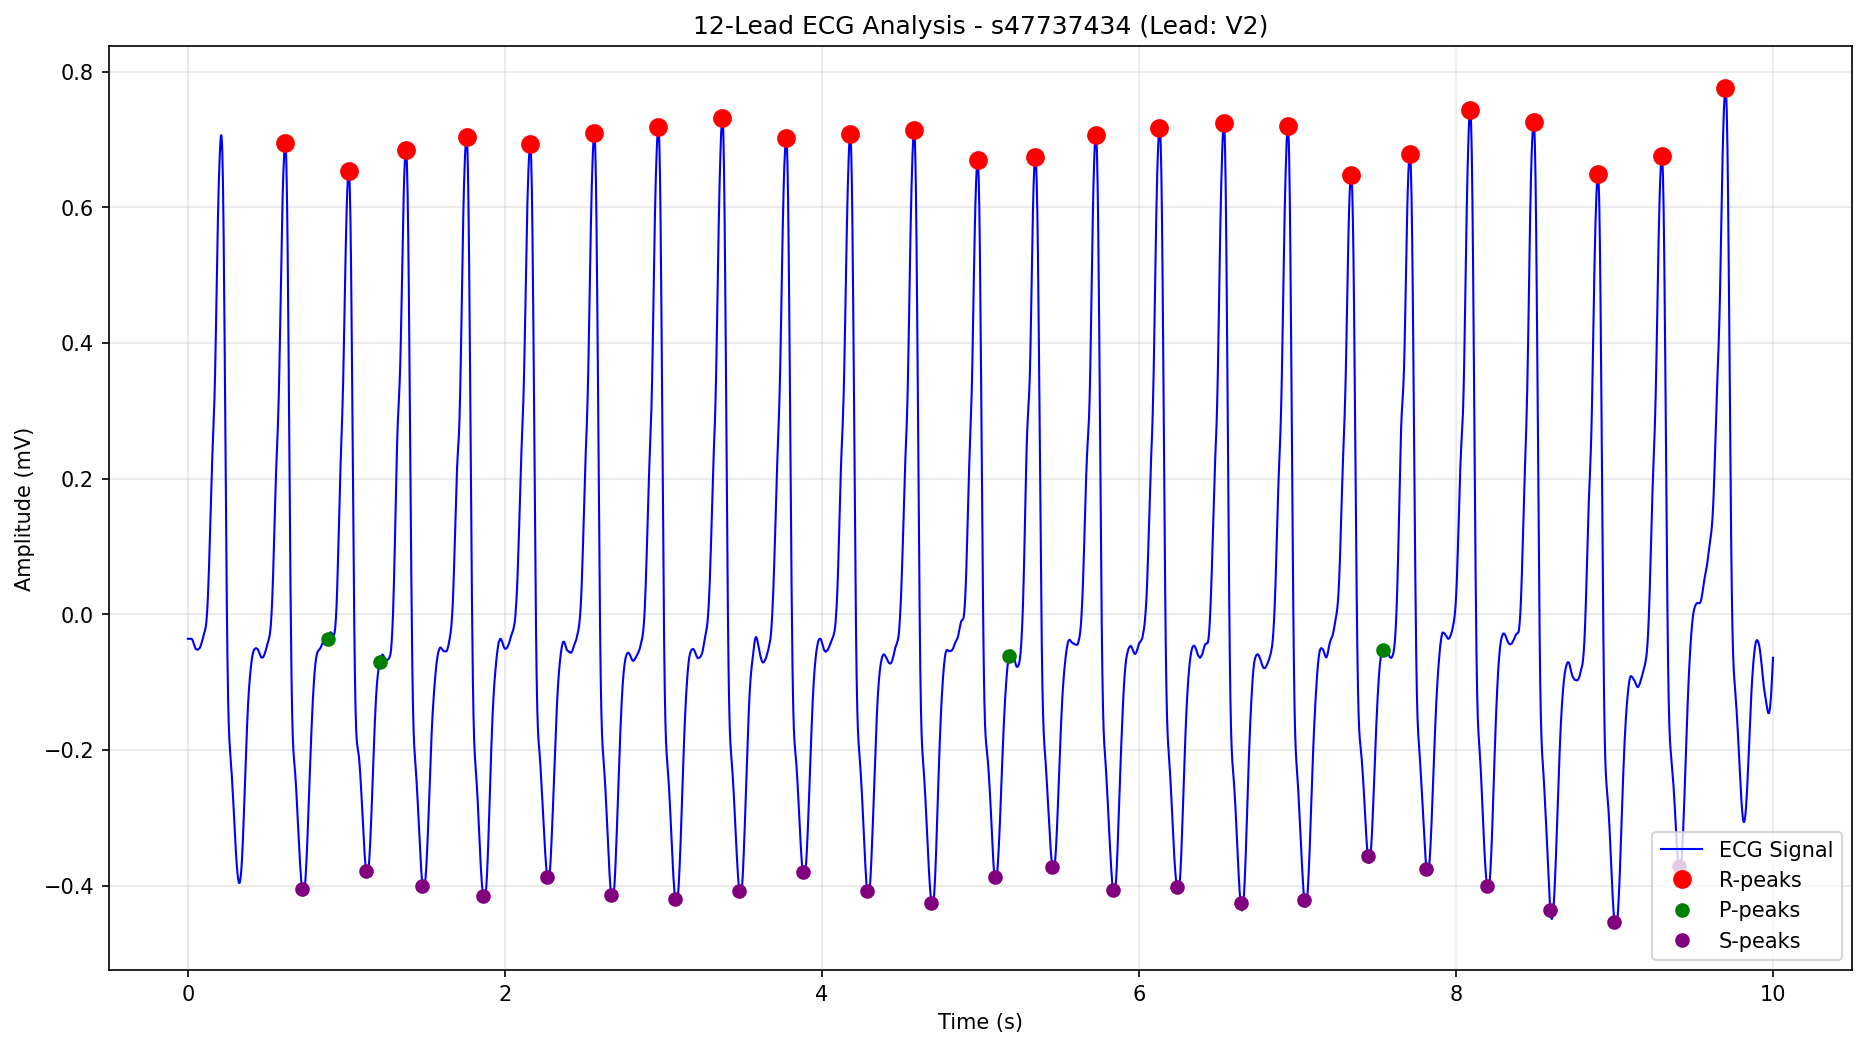 12-Lead ECG Analysis - s47737434 (Lead: V2)
Amplitude (mV)
0.8
0.6
0.4
0.2
0.0
−0.2
−0.4
0
2
4
6
8
10
Time (s)
ECG Signal
R-peaks
P-peaks
S-peaks